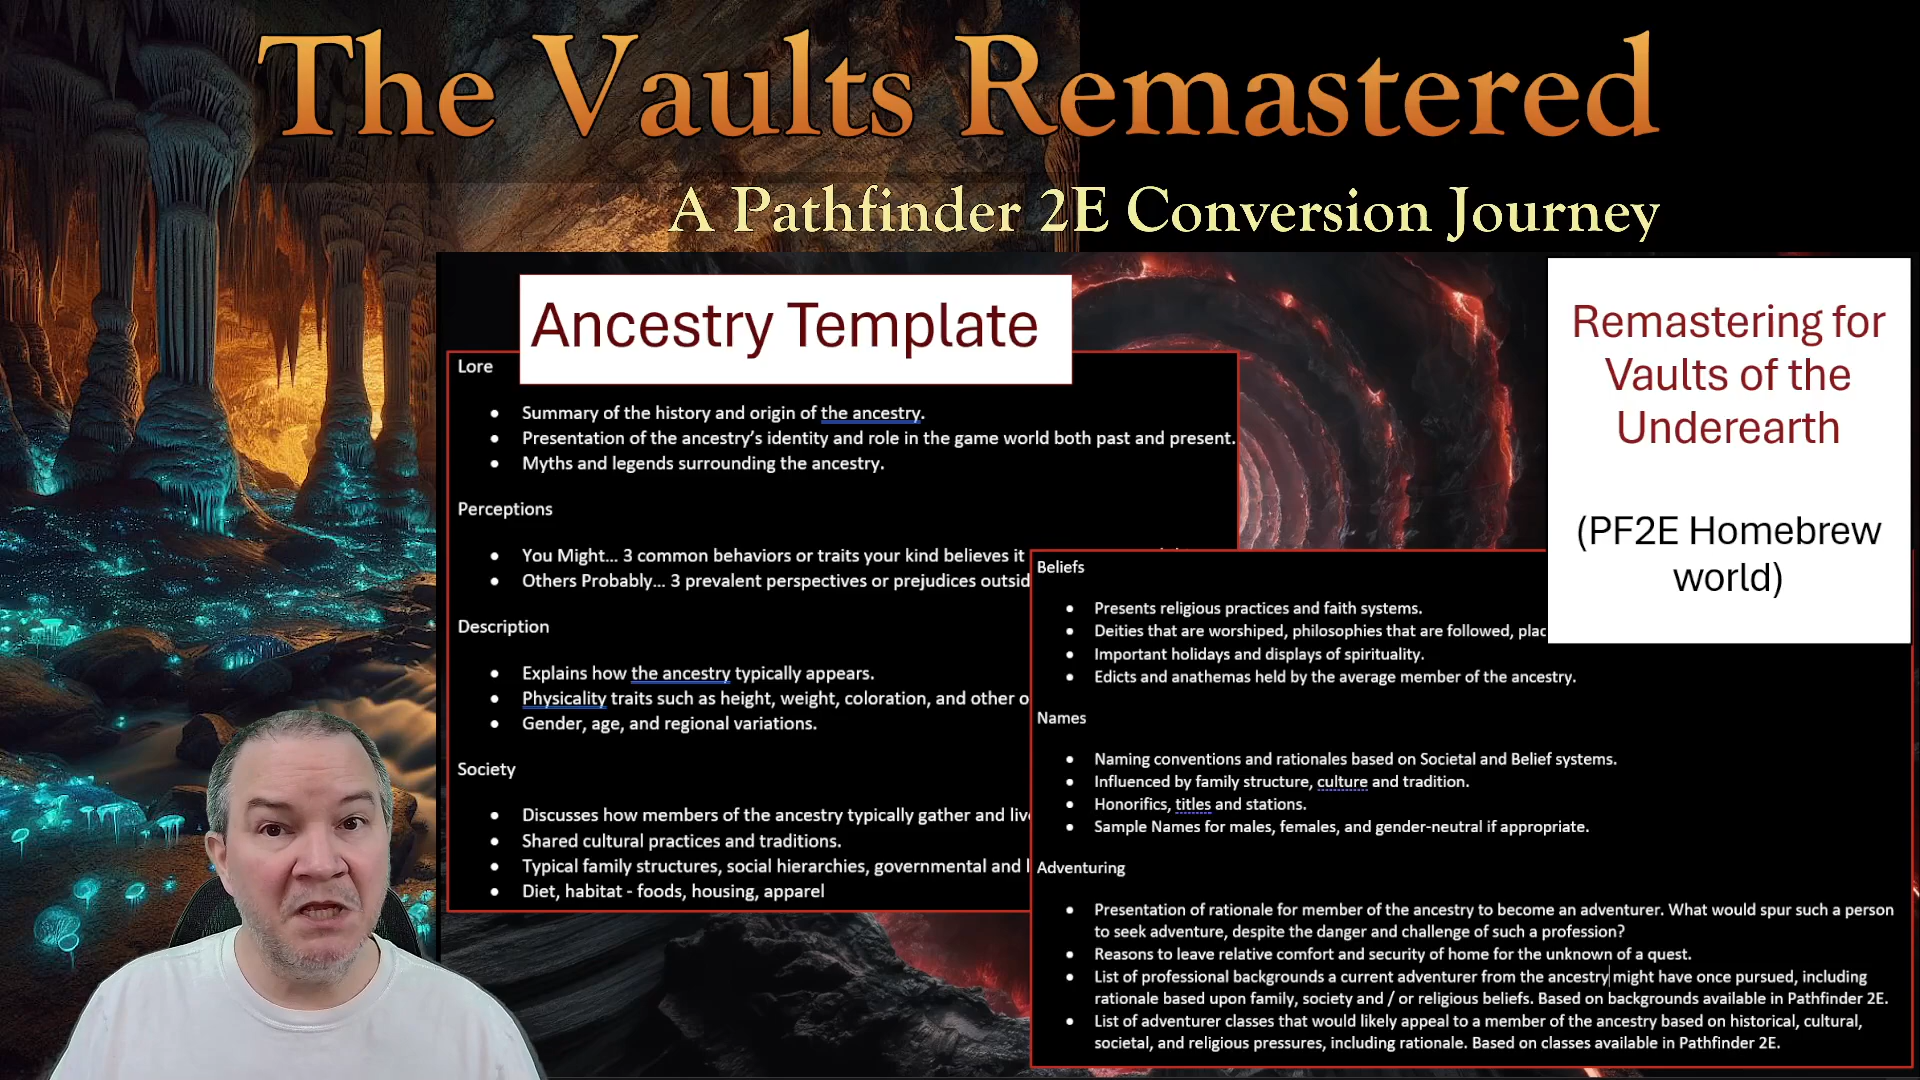 The Vaults Remastered
A Pathfinder 2E Conversion Journey
Ancestry Template
Lore
• Summary of the history and origin of the ancestry.
• Presentation of the ancestry’s identity and role in the game world both past and present.
• Myths and legends surrounding the ancestry.
Perceptions
• You Might… 3 common behaviors or traits your kind believes it
• Others Probably… 3 prevalent perspectives or prejudices outsid
Description
• Explains how the ancestry typically appears.
• Physicality traits such as height, weight, coloration, and other o
• Gender, age, and regional variations.
Society
• Discusses how members of the ancestry typically gather and liv
• Shared cultural practices and traditions.
• Typical family structures, social hierarchies, governmental and l
• Diet, habitat - foods, housing, apparel
Remastering for
Vaults of the
Underearth
(PF2E Homebrew
world)
Beliefs
• Presents religious practices and faith systems.
• Deities that are worshiped, philosophies that are followed, plac
• Important holidays and displays of spirituality.
• Edicts and anathemas held by the average member of the ancestry.
Names
• Naming conventions and rationales based on Societal and Belief systems.
• Influenced by family structure, culture and tradition.
• Honorifics, titles and stations.
• Sample Names for males, females, and gender-neutral if appropriate.
Adventuring
• Presentation of rationale for member of the ancestry to become an adventurer. What would spur such a person
to seek adventure, despite the danger and challenge of such a profession?
• Reasons to leave relative comfort and security of home for the unknown of a quest.
• List of professional backgrounds a current adventurer from the ancestry might have once pursued, including
rationale based upon family, society and / or religious beliefs. Based on backgrounds available in Pathfinder 2E.
• List of adventurer classes that would likely appeal to a member of the ancestry based on historical, cultural,
societal, and religious pressures, including rationale. Based on classes available in Pathfinder 2E.